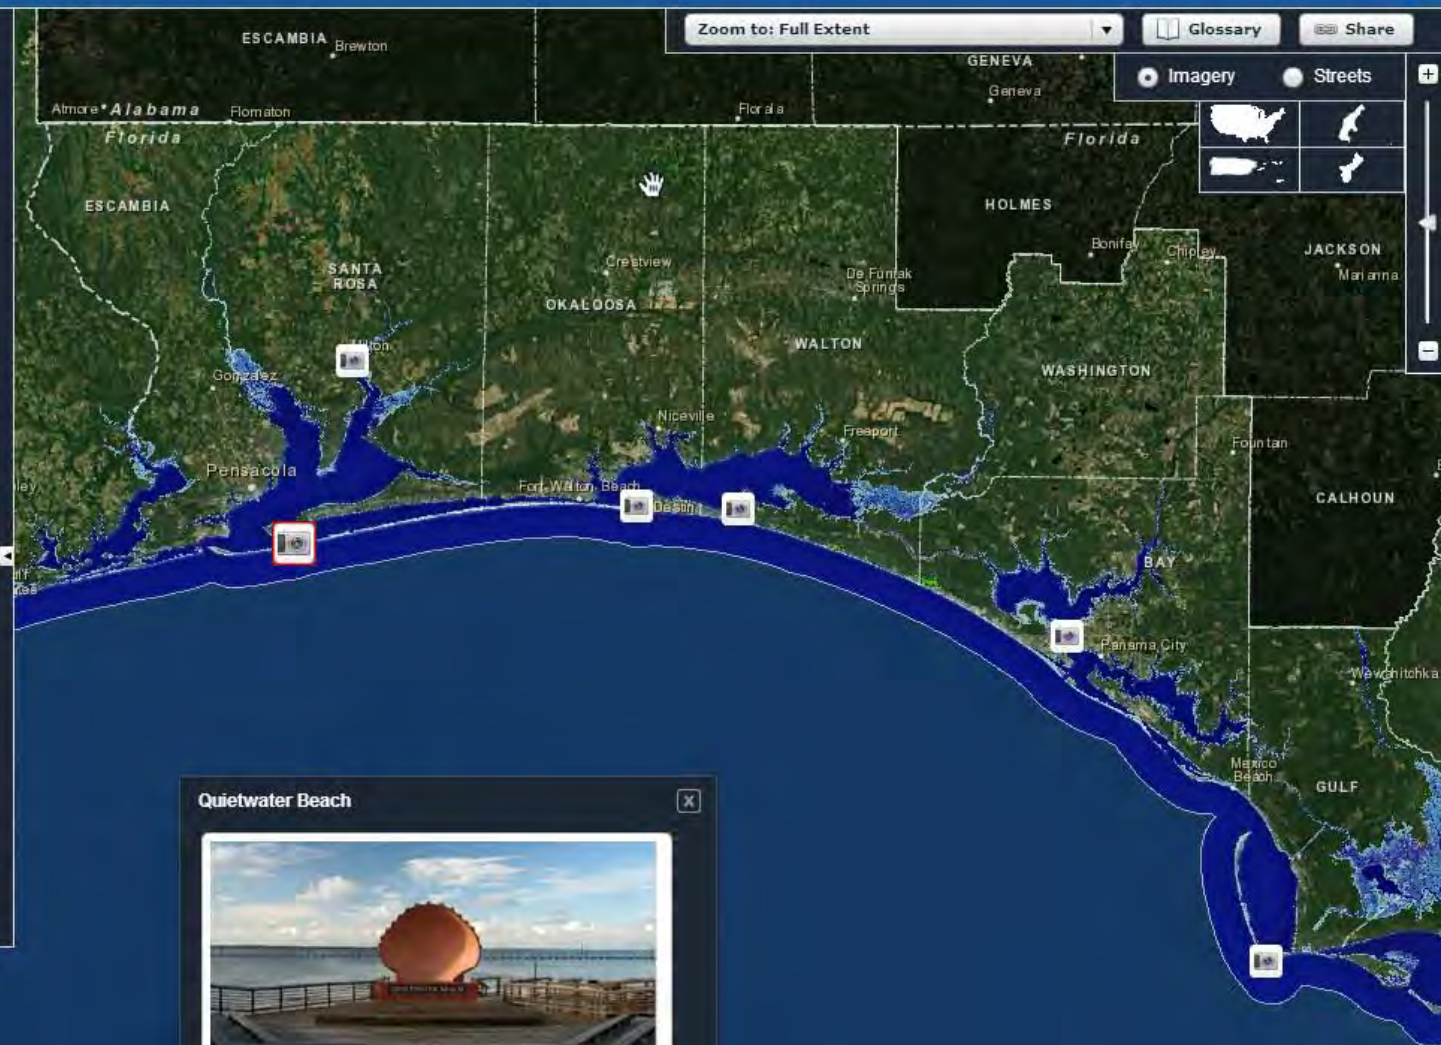 Zoom to: Full Extent
Glossary
Share
Imagery
Streets
ESCAMBIA
Brewton
GENEVA
Geneva
Atmore
Alabama
Flomaton
Florala
Florida
Florida
ESCAMBIA
HOLMES
Bonifay
Chipley
JACKSON
Marianna
SANTA
ROSA
Crestview
De Funiak
Springs
OKALOOSA
WALTON
WASHINGTON
Gonzalez
Niceville
Freeport
Fountain
Pensacola
Fort Walton Beach
Destin
CALHOUN
BAY
Panama City
Wewahitchka
Mexico
Beach
GULF
Quietwater Beach